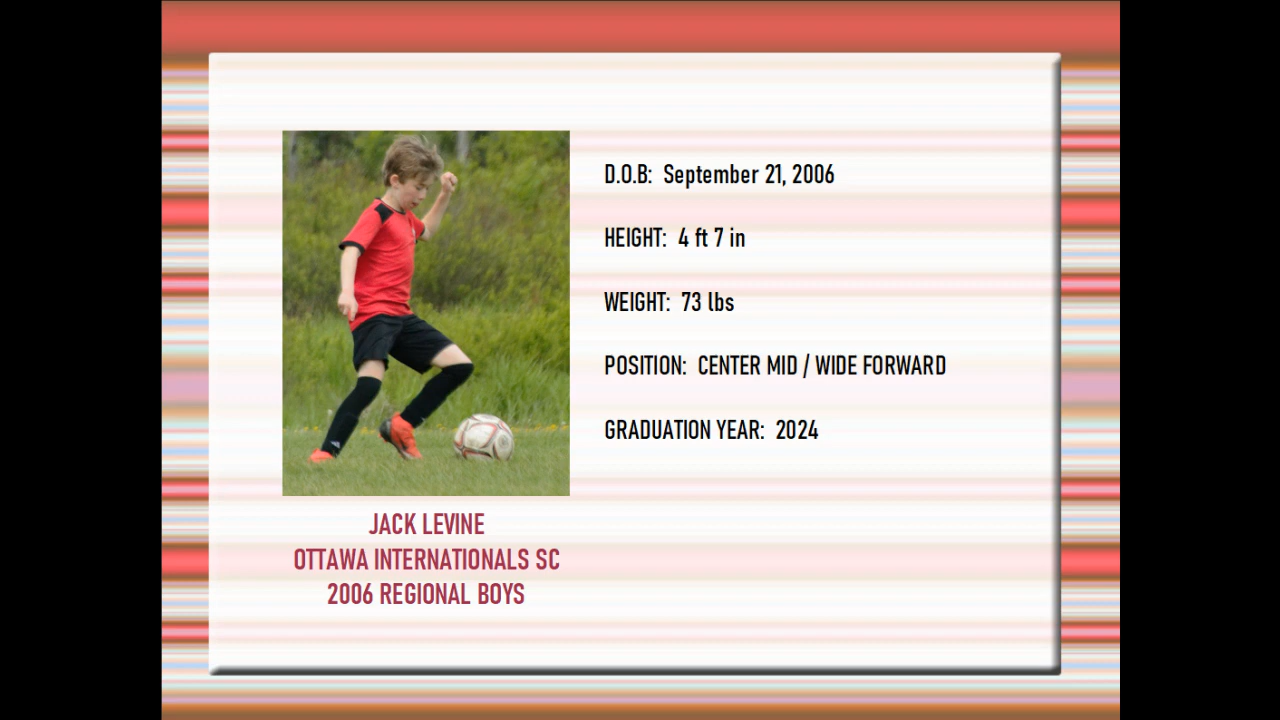 D.O.B: September 21, 2006
HEIGHT: 4 ft 7 in
WEIGHT: 73 lbs
POSITION: CENTER MID / WIDE FORWARD
GRADUATION YEAR: 2024
JACK LEVINE
OTTAWA INTERNATIONALS SC
2006 REGIONAL BOYS